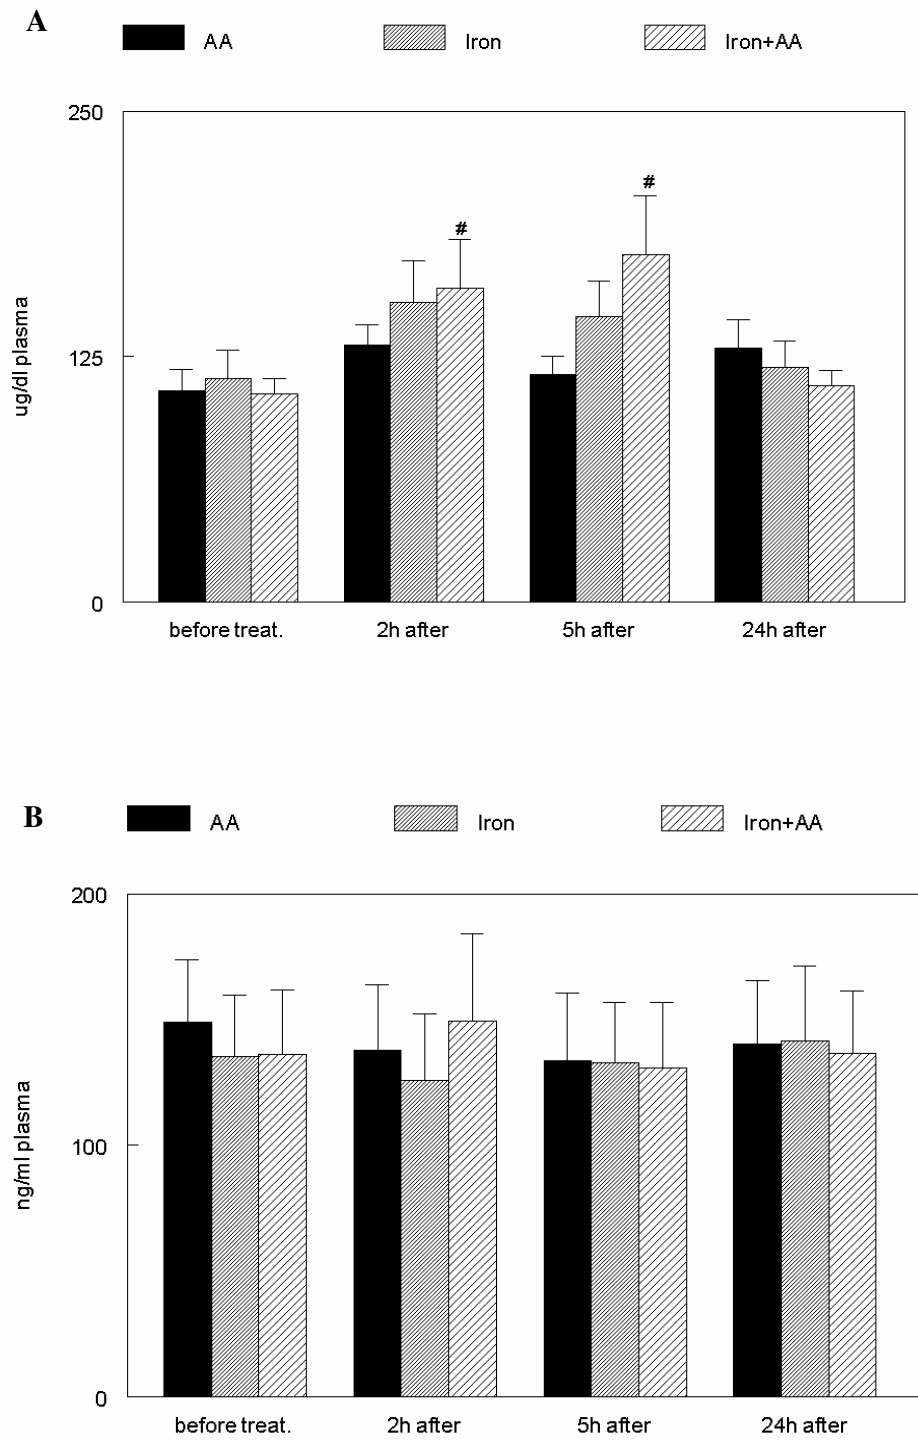 A
AA Iron Iron+AA
250
#
#
ug/dl plasma
125
0
before treat. 2h after 5h after 24h after
B
AA Iron Iron+AA
200
ng/ml plasma
100
0
before treat. 2h after 5h after 24h after